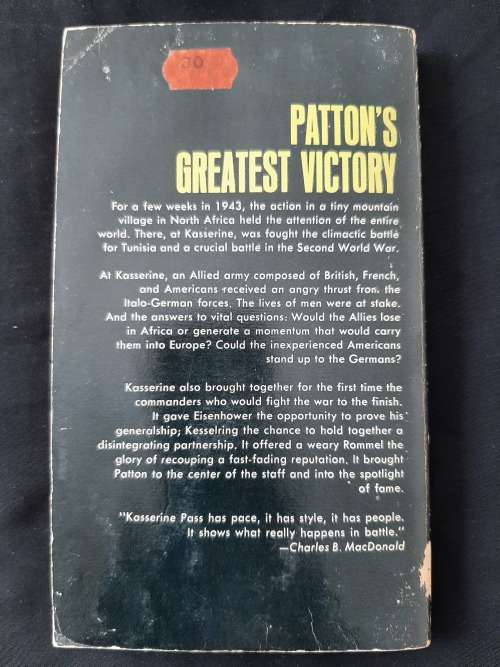 30
PATTON'S
GREATEST VICTORY
For a few weeks in 1943, the action in a tiny mountain
village in North Africa held the attention of the entire
world. There, at Kasserine, was fought the climactic battle
for Tunisia and a crucial battle in the Second World War.
At Kasserine, an Allied army composed of British, French,
and Americans received an angry thrust from the
Italo-German forces. The lives of men were at stake.
And the answers to vital questions: Would the Allies lose
in Africa or generate a momentum that would carry
them into Europe? Could the inexperienced Americans
stand up to the Germans?
Kasserine also brought together for the first time the
commanders who would fight the war to the finish.
It gave Eisenhower the opportunity to prove his
generalship; Kesselring the chance to hold together a
disintegrating partnership. It offered a weary Rommel the
glory of recouping a fast-fading reputation. It brought
Patton to the center of the staff and into the spotlight
of fame.
"Kasserine Pass has pace, it has style, it has people.
It shows what really happens in battle."
—Charles B. MacDonald